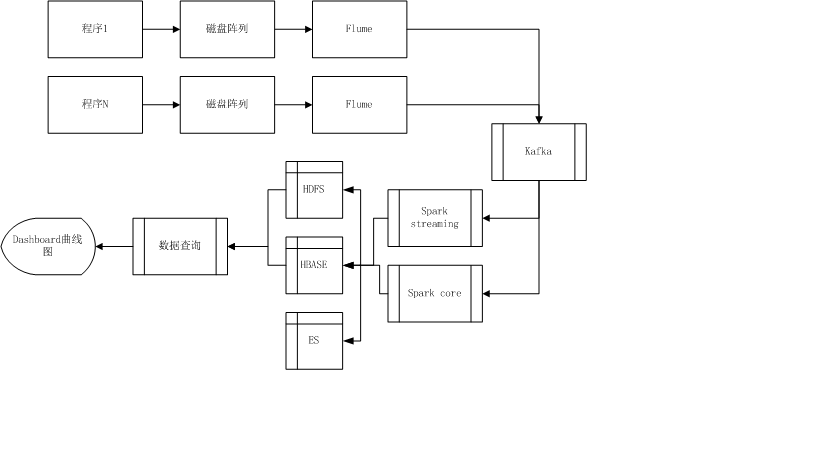 程序1
磁盘阵列
Flume
程序N
磁盘阵列
Flume
Kafka
HDFS
Spark
streaming
Dashboard曲线
图
数据查询
HBASE
Spark core
ES